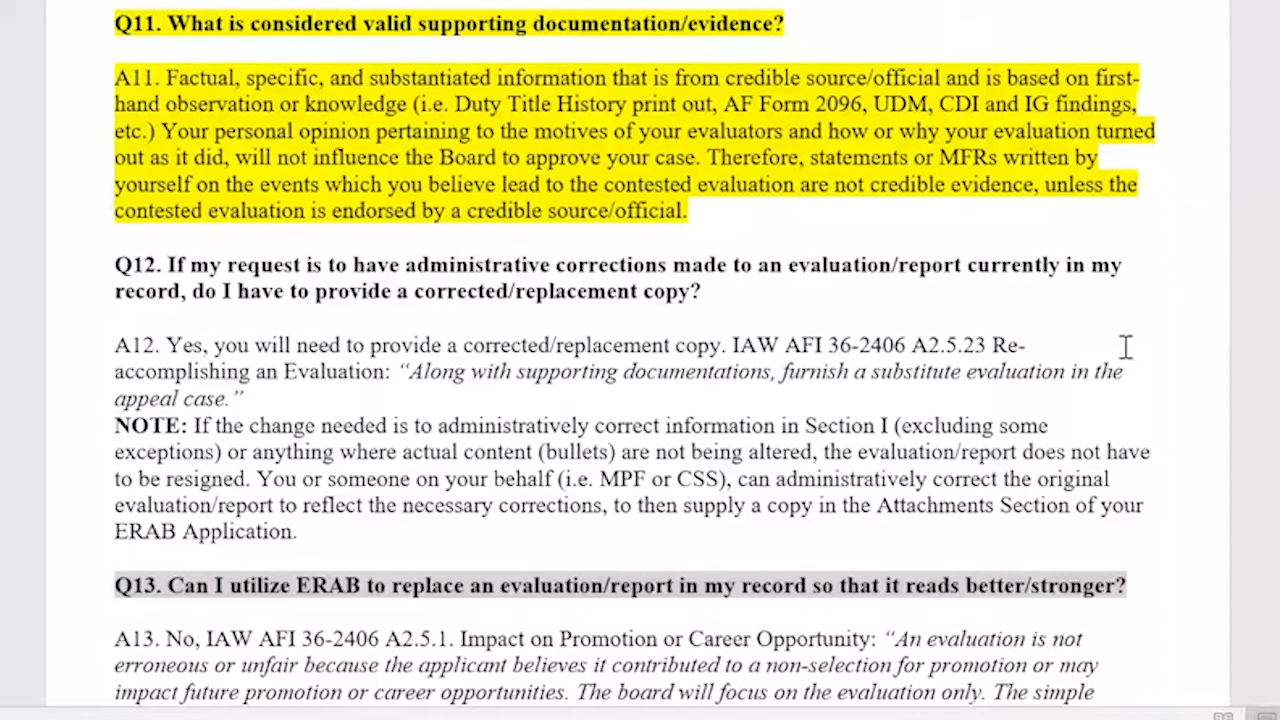 Q11. What is considered valid supporting documentation/evidence?
A11. Factual, specific, and substantiated information that is from credible source/official and is based on first-
hand observation or knowledge (i.e. Duty Title History print out, AF Form 2096, UDM, CDI and IG findings,
etc.) Your personal opinion pertaining to the motives of your evaluators and how or why your evaluation turned
out as it did, will not influence the Board to approve your case. Therefore, statements or MFRs written by
yourself on the events which you believe lead to the contested evaluation are not credible evidence, unless the
contested evaluation is endorsed by a credible source/official.
Q12. If my request is to have administrative corrections made to an evaluation/report currently in my
record, do I have to provide a corrected/replacement copy?
A12. Yes, you will need to provide a corrected/replacement copy. IAW AFI 36-2406 A2.5.23 Re-
accomplishing an Evaluation: “Along with supporting documentations, furnish a substitute evaluation in the
appeal case.”
NOTE: If the change needed is to administratively correct information in Section I (excluding some
exceptions) or anything where actual content (bullets) are not being altered, the evaluation/report does not have
to be resigned. You or someone on your behalf (i.e. MPF or CSS), can administratively correct the original
evaluation/report to reflect the necessary corrections, to then supply a copy in the Attachments Section of your
ERAB Application.
Q13. Can I utilize ERAB to replace an evaluation/report in my record so that it reads better/stronger?
A13. No, IAW AFI 36-2406 A2.5.1. Impact on Promotion or Career Opportunity: “An evaluation is not
erroneous or unfair because the applicant believes it contributed to a non-selection for promotion or may
impact future promotion or career opportunities. The board will focus on the evaluation only. The simple